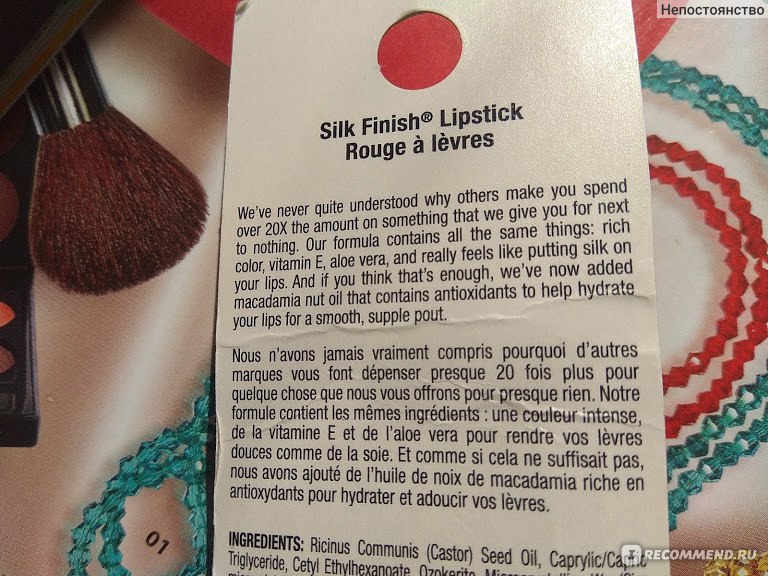 Непостоянство
Silk Finish® Lipstick
Rouge à lèvres
We've never quite understood why others make you spend
over 20X the amount on something that we give you for next
to nothing. Our formula contains all the same things: rich
color, vitamin E, aloe vera, and really feels like putting silk on
your lips. And if you think that's enough, we've now added
macadamia nut oil that contains antioxidants to help hydrate
your lips for a smooth, supple pout.
Nous n'avons jamais vraiment compris pourquoi d'autres
marques vous font dépenser presque 20 fois plus pour
quelque chose que nous vous offrons pour presque rien. Notre
formule contient les mêmes ingrédients : une couleur intense,
de la vitamine E et de l'aloe vera pour rendre vos lèvres
douces comme de la soie. Et comme si cela ne suffisait pas,
nous avons ajouté de l'huile de noix de macadamia riche en
antioxydants pour hydrater et adoucir vos lèvres.
INGREDIENTS: Ricinus Communis (Castor) Seed Oil, Caprylic/Capric
Triglyceride, Cetyl Ethylhexanoate, Ozokerite,
01
IRECOMMEND.RU